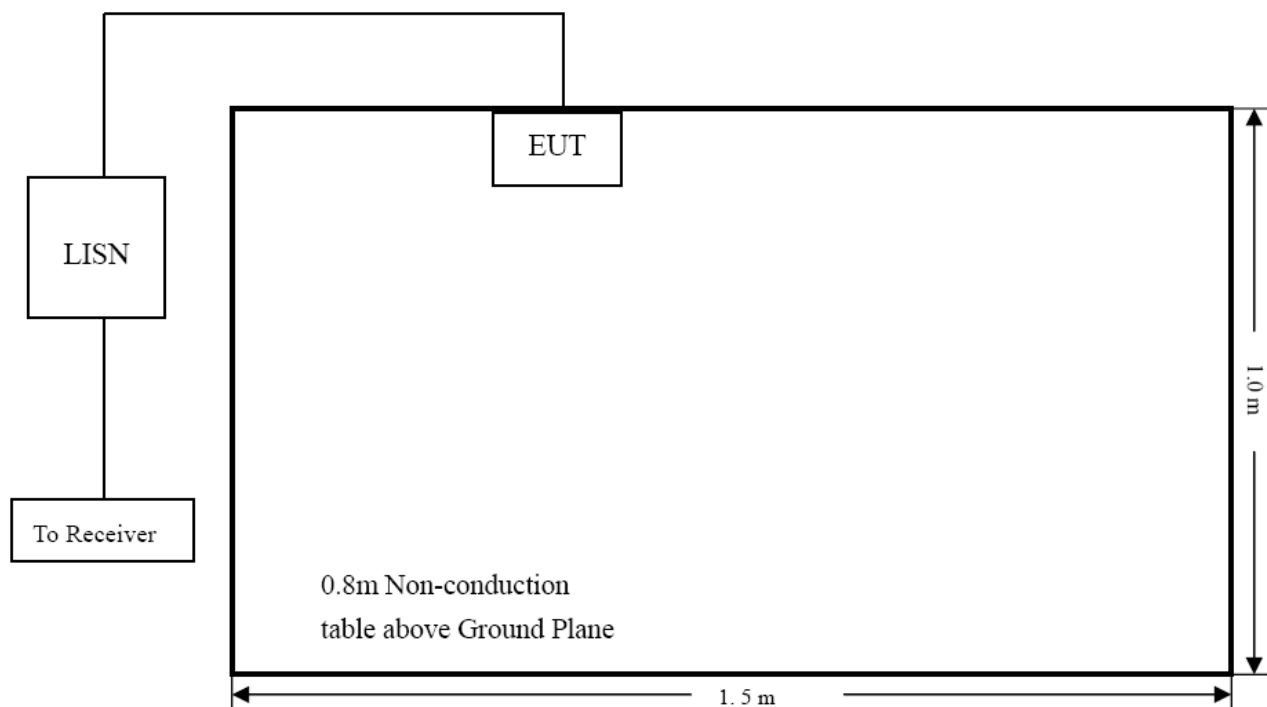 EUT
LISN
1.0 m
To Receiver
0.8m Non-conduction
table above Ground Plane
1. 5 m